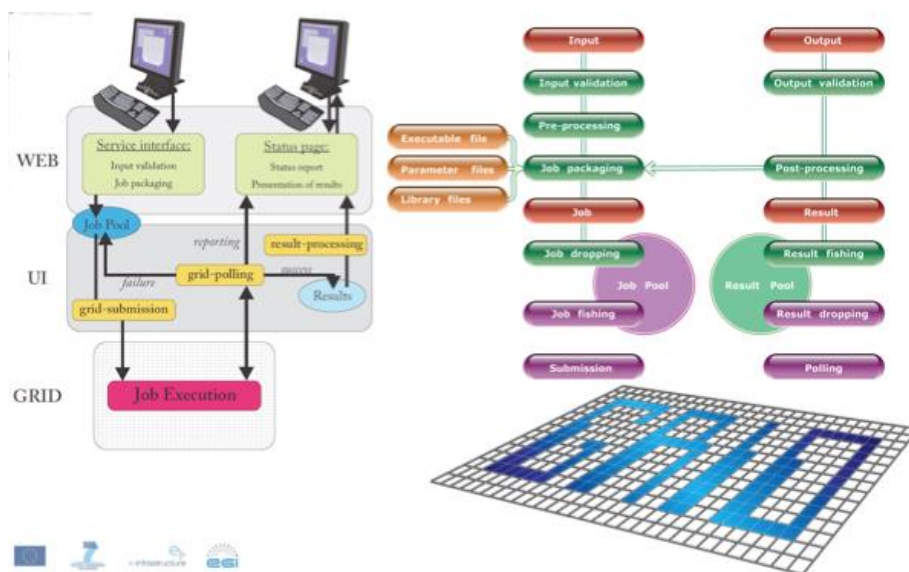 WEB
Service interface:
Input validation
Job packaging
Status page:
Status report
Presentation of results
Job Pool
UI
reporting
result-processing
failure
grid-polling
success
Results
grid-submission
GRID
Job Execution
Input
Input validation
Pre-processing
Executable file
Parameter files
Library files
Job packaging
Job
Job dropping
Job Pool
Job fishing
Submission
Output
Output validation
Post-processing
Result
Result fishing
Result Pool
Result dropping
Polling
GRID
e-infrastructure
egi